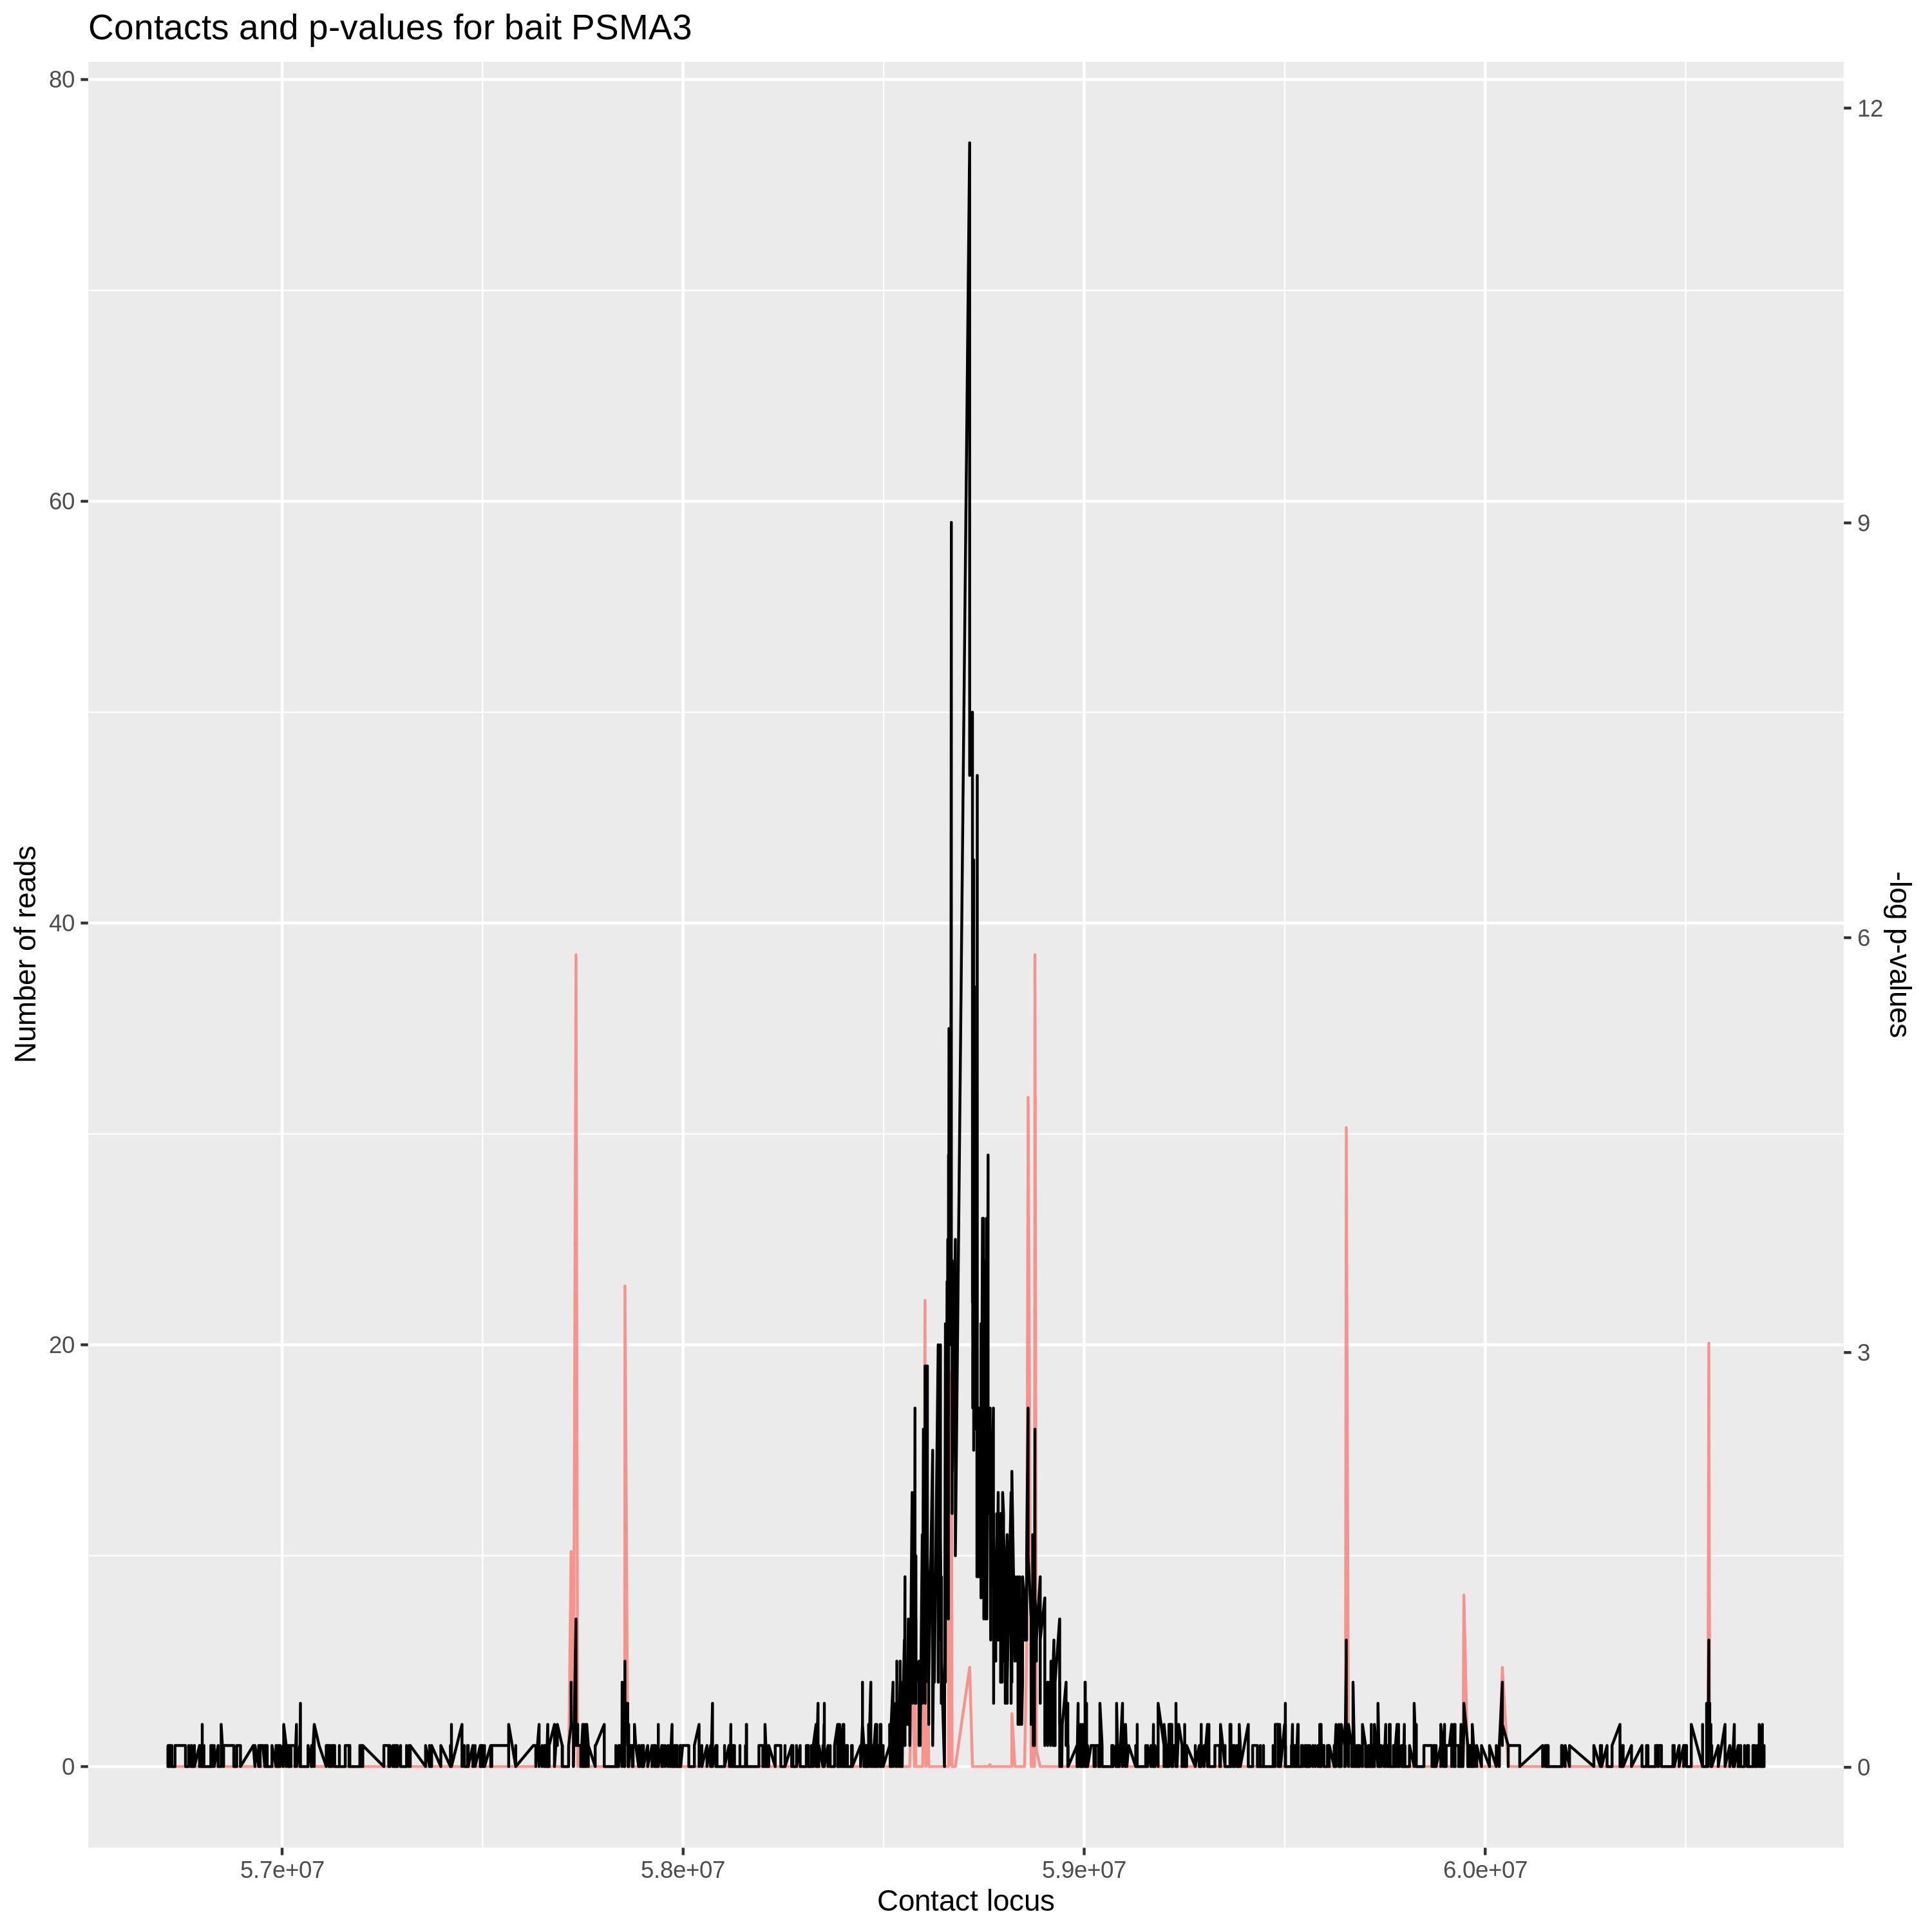 Contacts and p-values for bait PSMA3
80
60
40
20
0
Number of reads
12
9
6
3
0
-log p-values
5.7e+07
5.8e+07
5.9e+07
6.0e+07
Contact locus